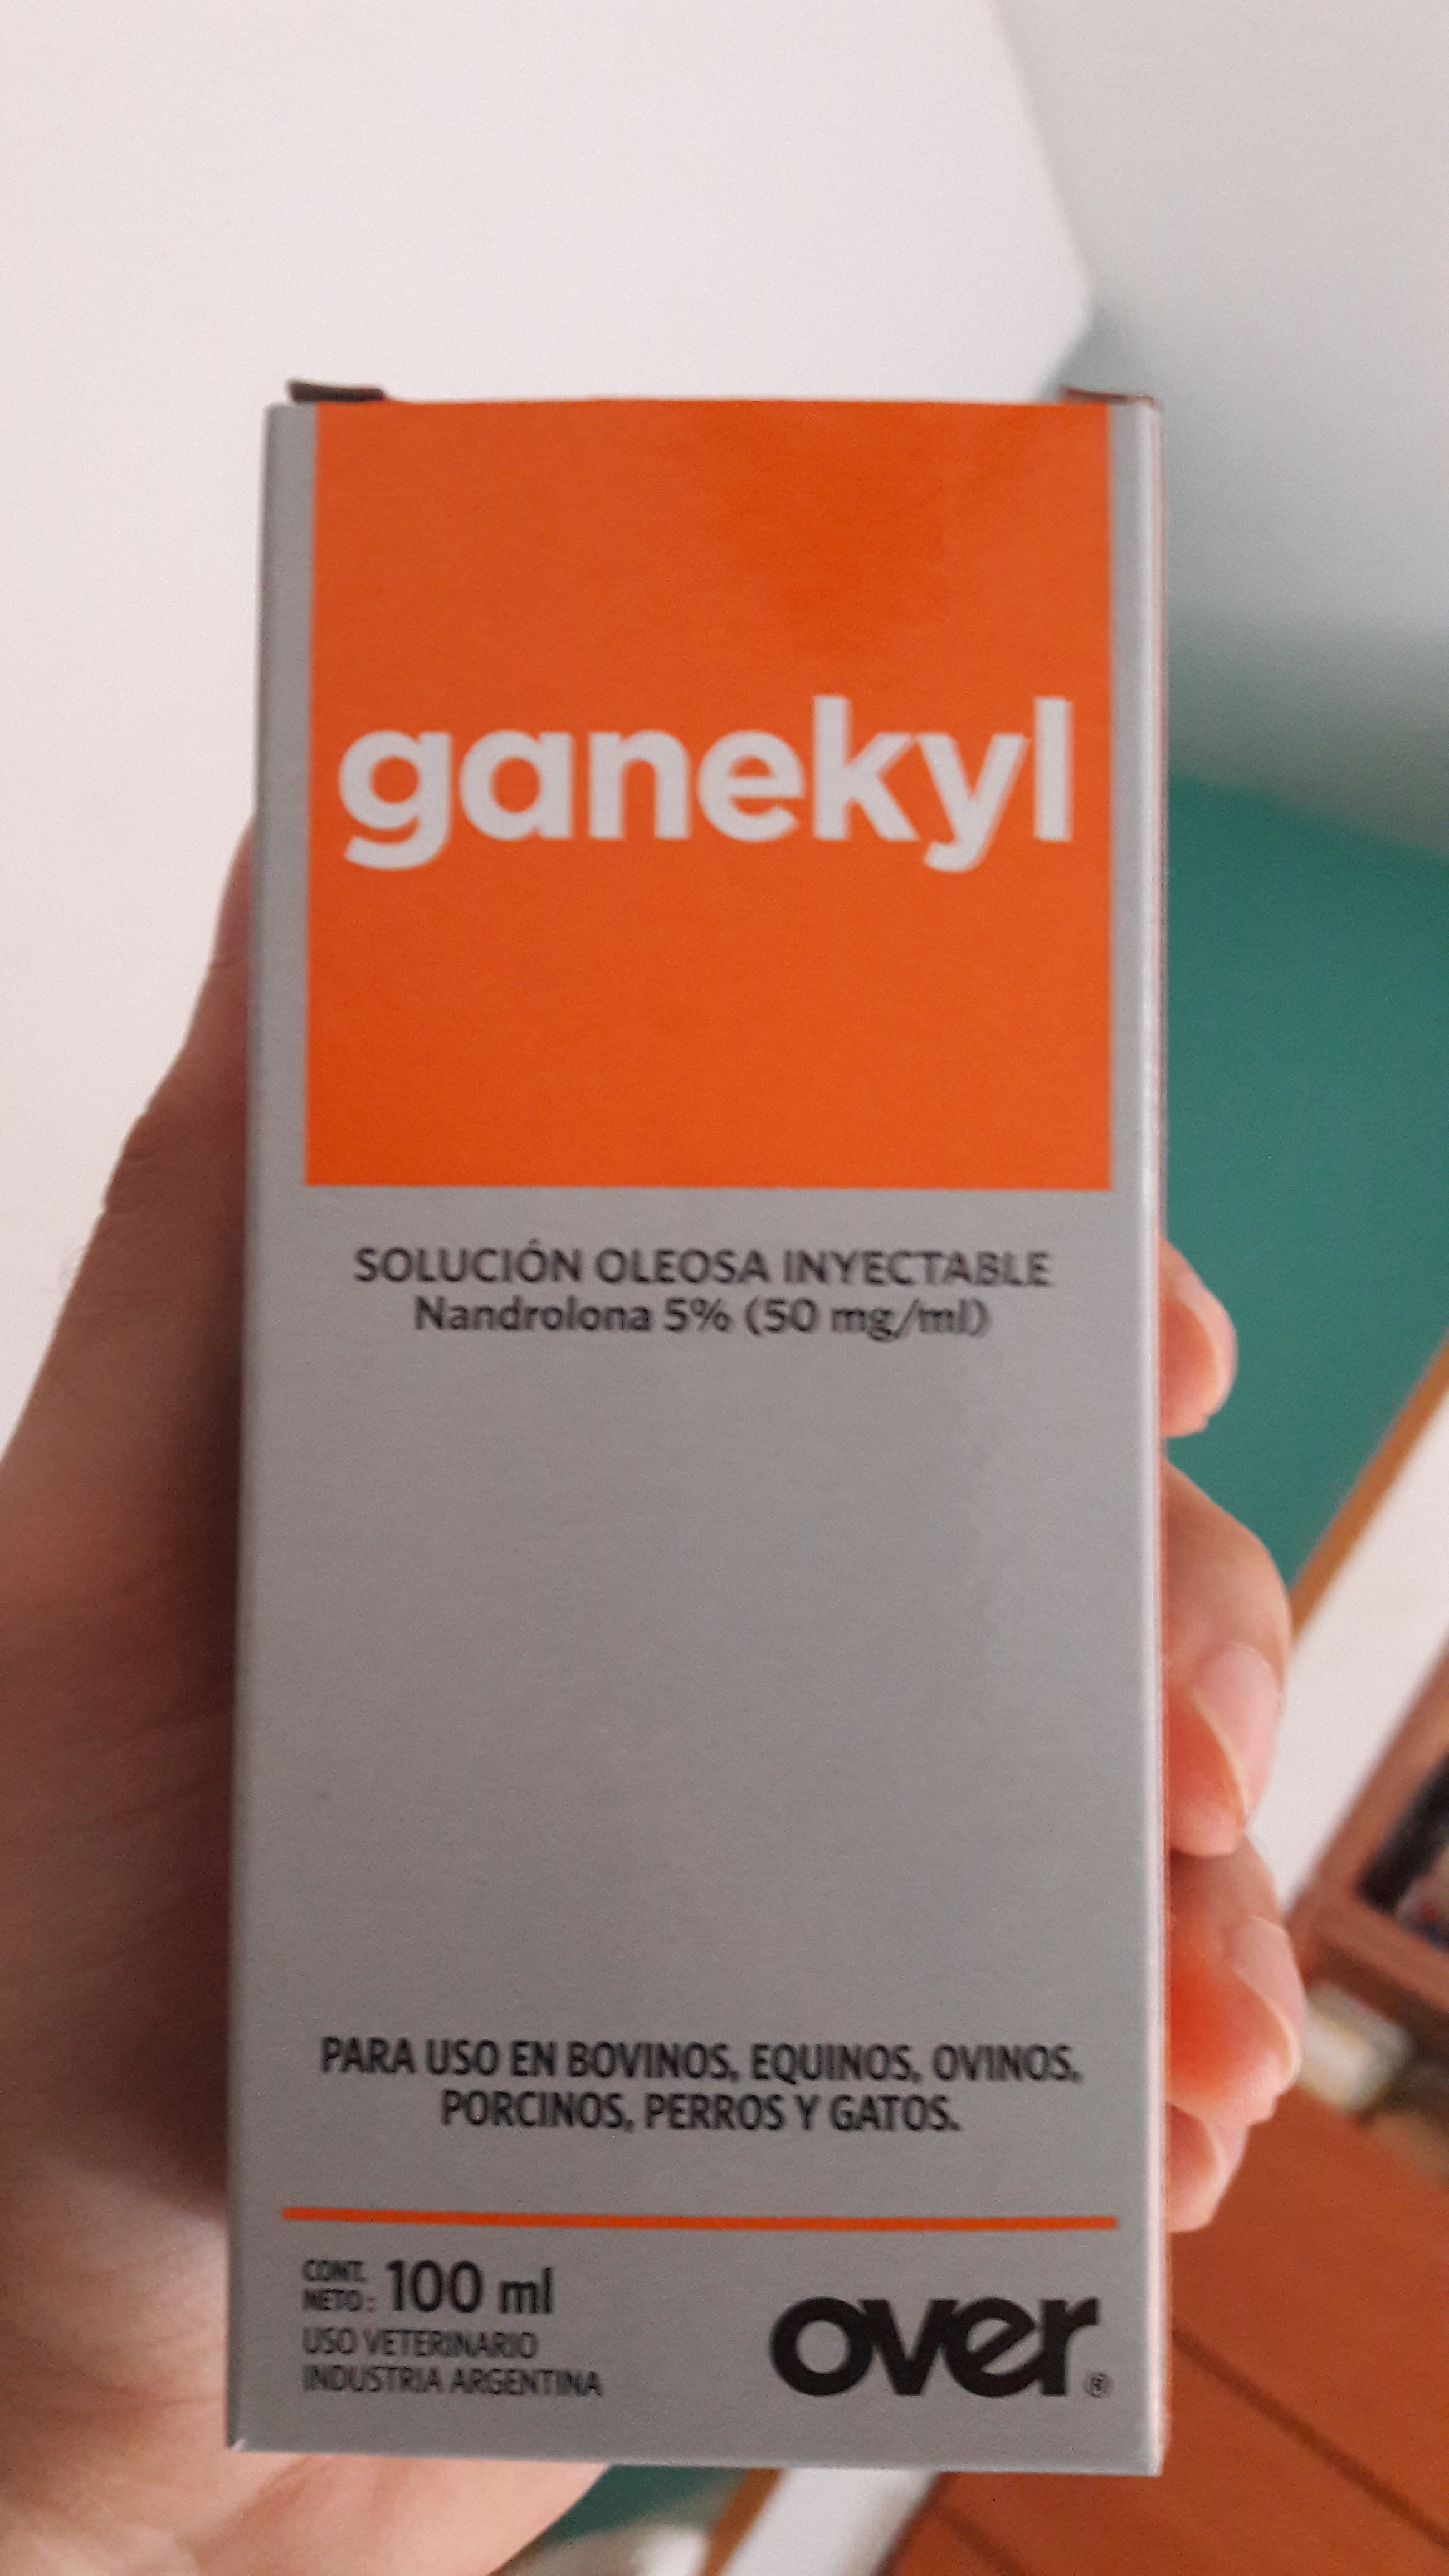 ganekyl
SOLUCIÓN OLEOSA INYECTABLE
Nandrolona 5% (50 mg/ml)
PARA USO EN BOVINOS, EQUINOS, OVINOS,
PORCINOS, PERROS Y GATOS.
CONT.
NETO: 100 ml
USO VETERINARIO
INDUSTRIA ARGENTINA
over®